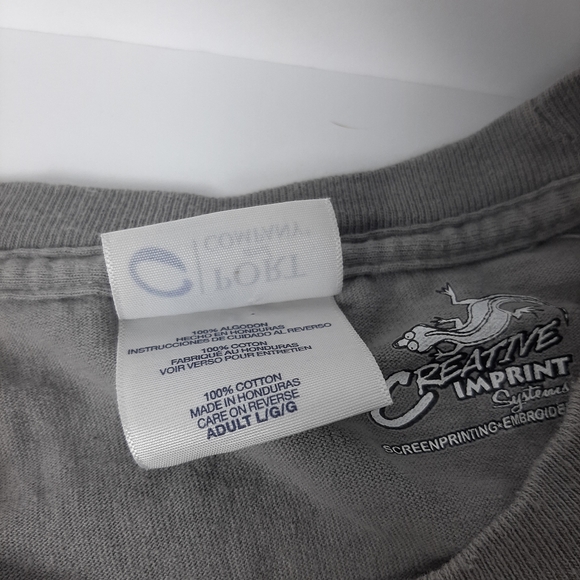 PORT
COMPANY
100% ALGODON
HECHO EN HONDURAS
INSTRUCCIONES DE CUIDADO AL REVERSO
100% COTON
FABRIQUÉ AU HONDURAS
VOIR VERSO POUR ENTRETIEN
100% COTTON
MADE IN HONDURAS
CARE ON REVERSE
ADULT L/G/G
CREATIVE
IMPRINT
Systems
SCREENPRINTING•EMBROIDE